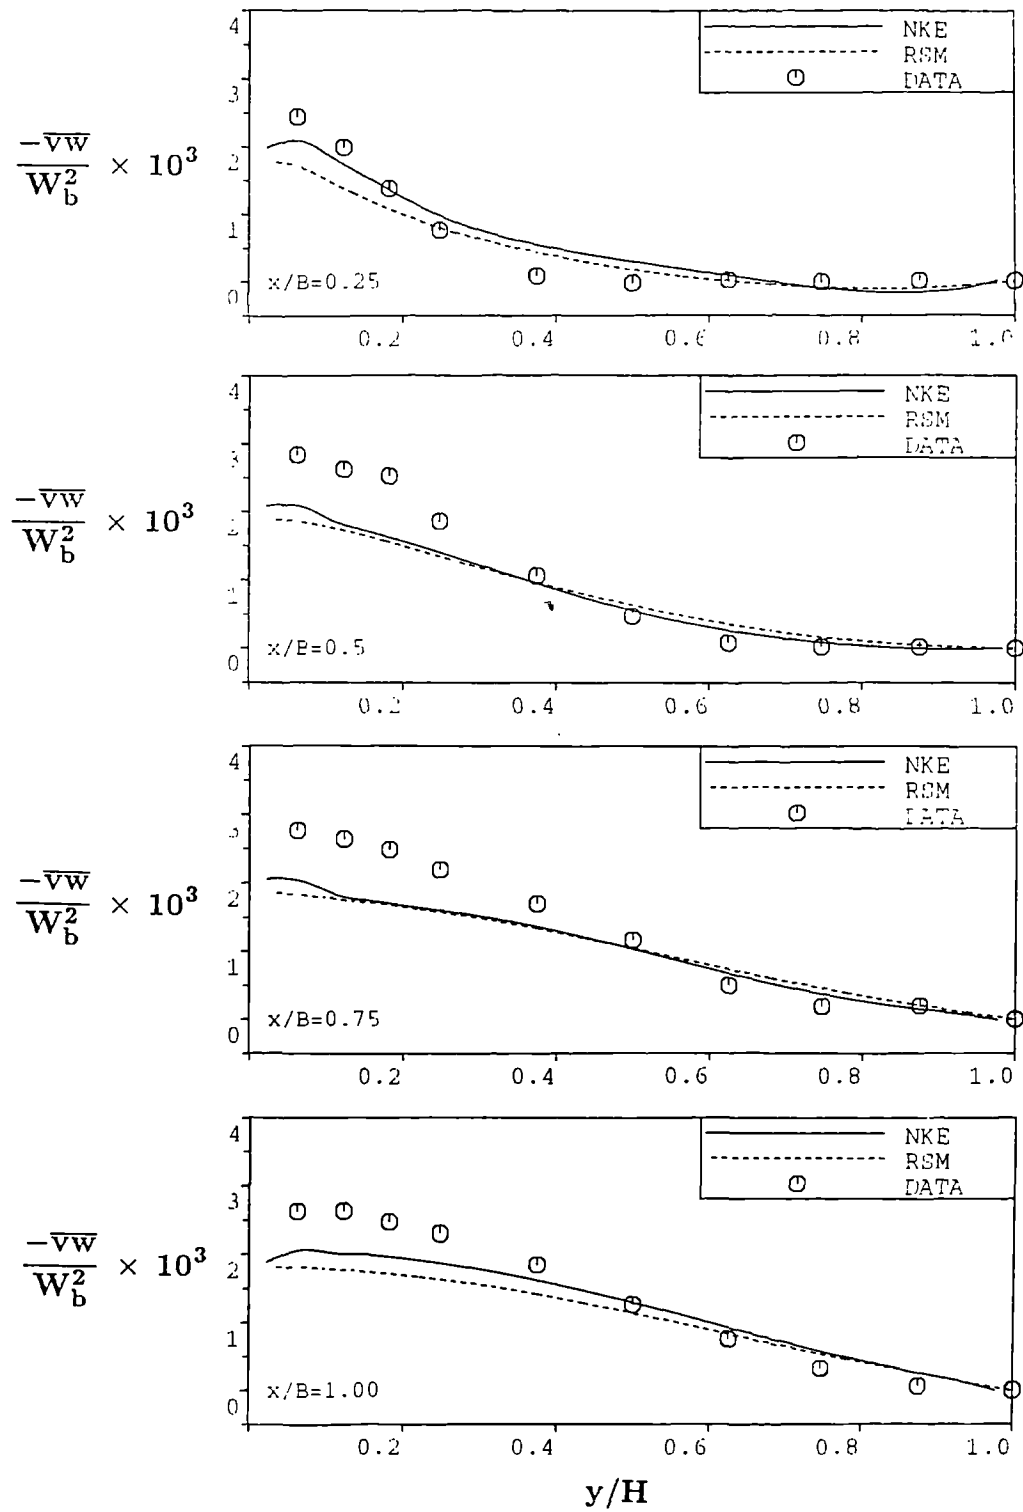 4
NKE
RSM
DATA
3
2
1
0
-vw / W_b^2 × 10^3
x/B=0.25
0.2 0.4 0.6 0.8 1.0
4
NKE
RSM
DATA
3
2
1
0
-vw / W_b^2 × 10^3
x/B=0.5
0.2 0.4 0.6 0.8 1.0
4
NKE
RSM
DATA
3
2
1
0
-vw / W_b^2 × 10^3
x/B=0.75
0.2 0.4 0.6 0.8 1.0
4
NKE
RSM
DATA
3
2
1
0
-vw / W_b^2 × 10^3
x/B=1.00
0.2 0.4 0.6 0.8 1.0
y/H